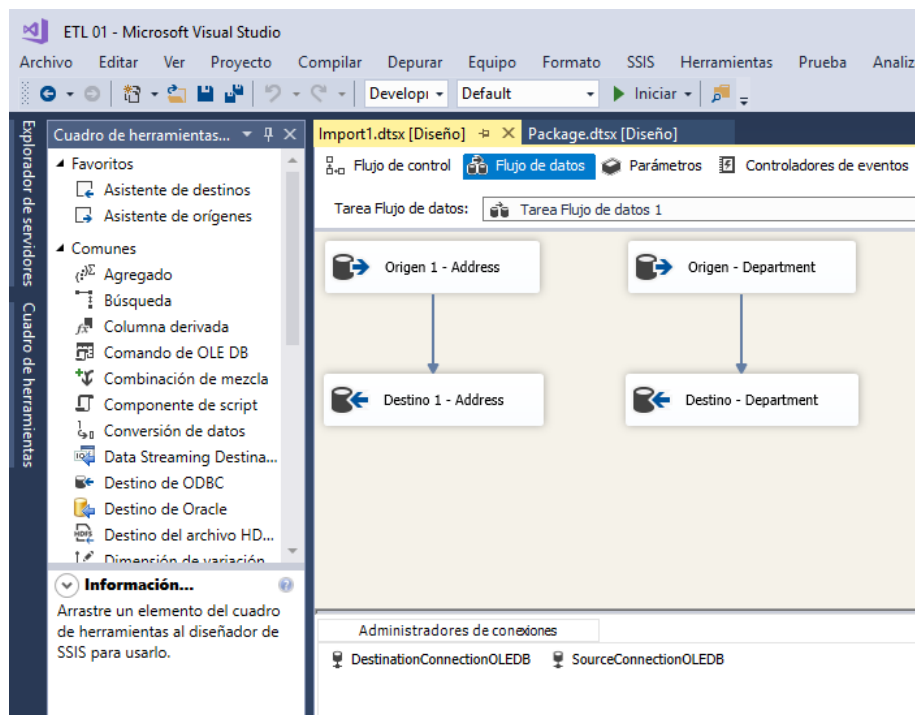 ETL 01 - Microsoft Visual Studio
Archivo Editar Ver Proyecto Compilar Depurar Equipo Formato SSIS Herramientas Prueba Analiz
Developı Default Iniciar
Explorador de servidores
Cuadro de herramientas
Cuadro de herramientas...
Favoritos
Asistente de destinos
Asistente de orígenes
Comunes
Agregado
Búsqueda
Columna derivada
Comando de OLE DB
Combinación de mezcla
Componente de script
Conversión de datos
Data Streaming Destina...
Destino de ODBC
Destino de Oracle
Destino del archivo HD...
Dimensión de variación
Información...
Arrastre un elemento del cuadro
de herramientas al diseñador de
SSIS para usarlo.
Import1.dtsx [Diseño] Package.dtsx [Diseño]
Flujo de control Flujo de datos Parámetros Controladores de eventos
Tarea Flujo de datos: Tarea Flujo de datos 1
Origen 1 - Address Origen - Department
Destino 1 - Address Destino - Department
Administradores de conexiones
DestinationConnectionOLEDB SourceConnectionOLEDB